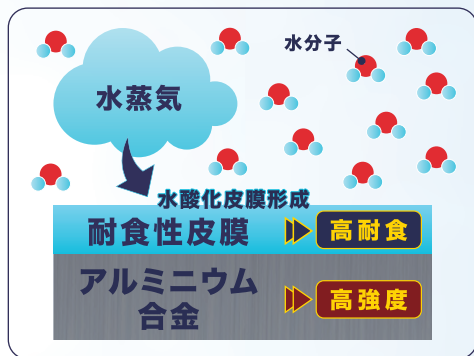 水分子
水蒸気
水酸化皮膜形成
耐食性皮膜
高耐食
アルミニウム
合金
高強度